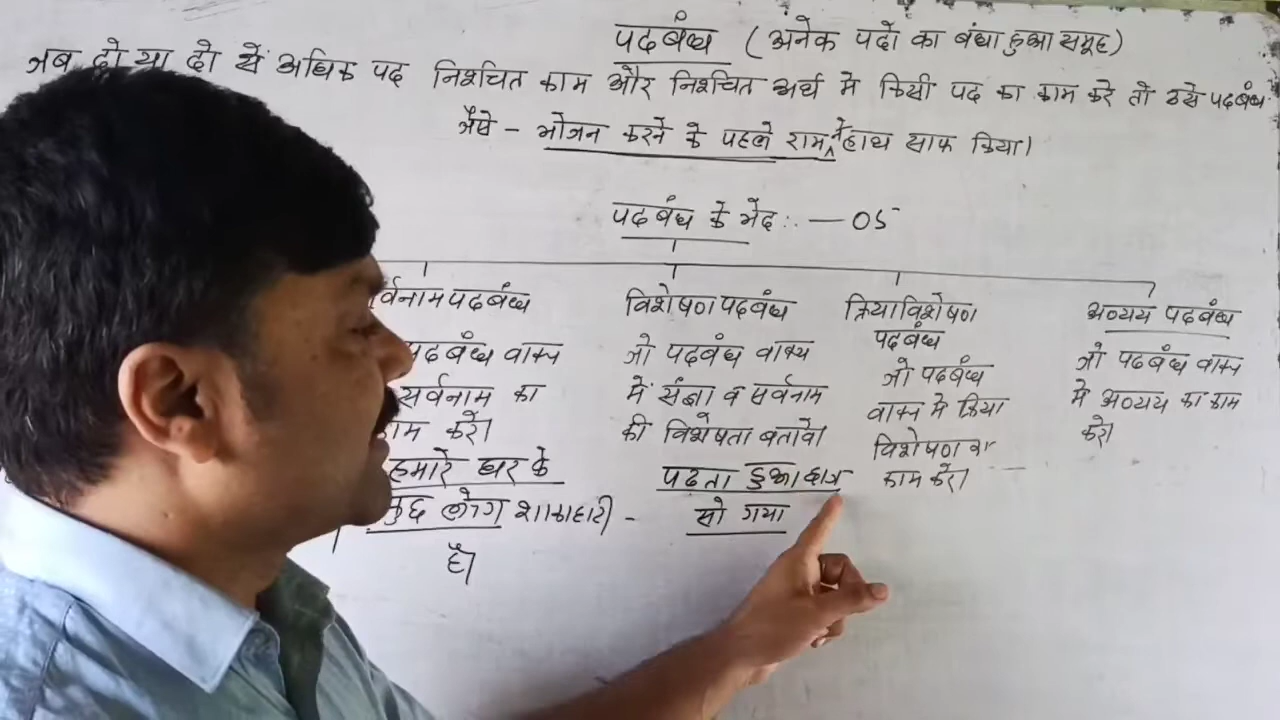 पदबंध (अनेक पदों का बंधा हुआ समूह)
जब दो या दो सें अधिक पद निश्चित काम और निश्चित अर्थ मे किसी पद का काम करे तो उसे पदबंध
जैसे - भोजन करने के पहले राम ने हाथ साफ किया।
पदबंध के भेद :. — 05
र्वनाम पदबंध
पदबंध वाक्य
सर्वनाम का
काम करे।
हमारे घर के
कुछ लोग शाकाहारी -
है।
विशेषण पदबंध
जो पदबंध वाक्य
में संज्ञा व सर्वनाम
की विशेषता बतावे।
पढता हुआ छात्र
सो गया
क्रियाविशेषण
पदबंध
जो पदबंध
वाक्य मे क्रिया
विशेषण का
काम करे।
अव्यय पदबंध
जो पदबंध वाक्य
मे अव्यय का काम
करे।